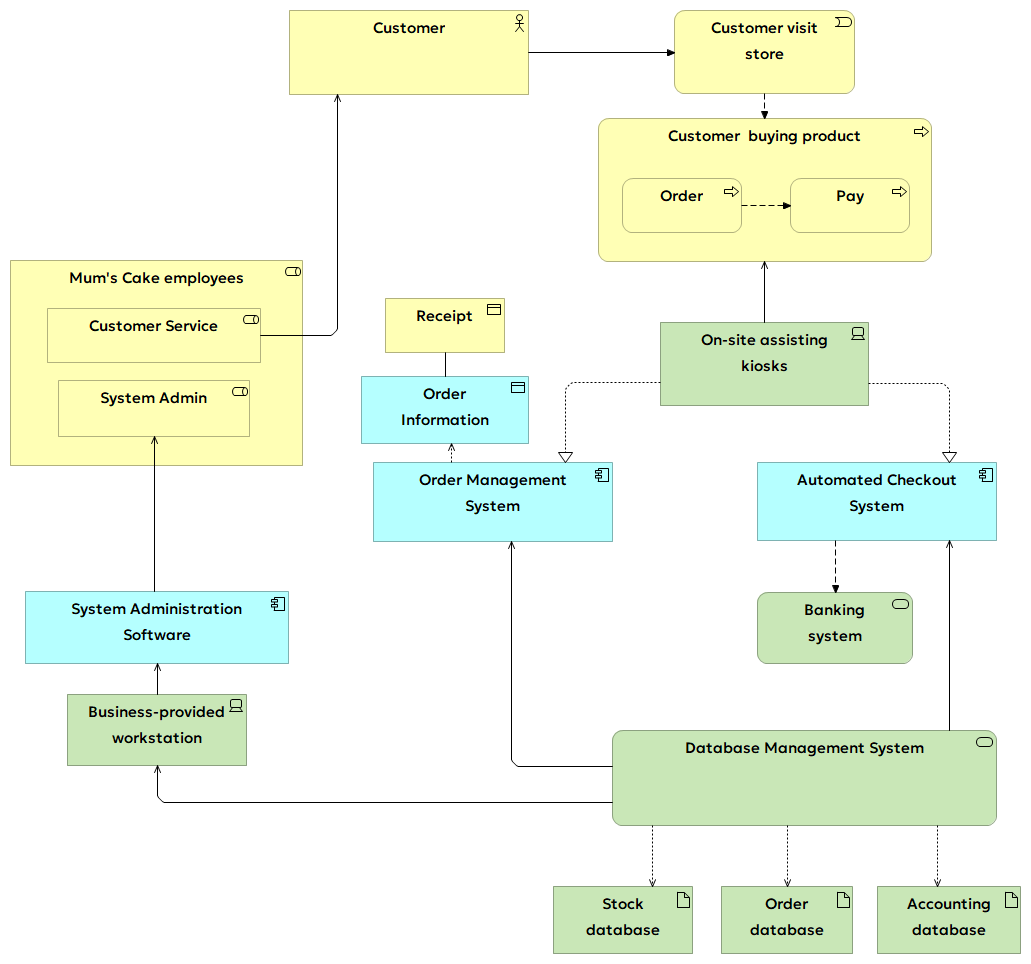 Customer
Customer visit
store
Customer  buying product
Order
Pay
Mum's Cake employees
Customer Service
System Admin
Receipt
Order
Information
On-site assisting
kiosks
Order Management
System
Automated Checkout
System
System Administration
Software
Banking
system
Business-provided
workstation
Database Management System
Stock
database
Order
database
Accounting
database